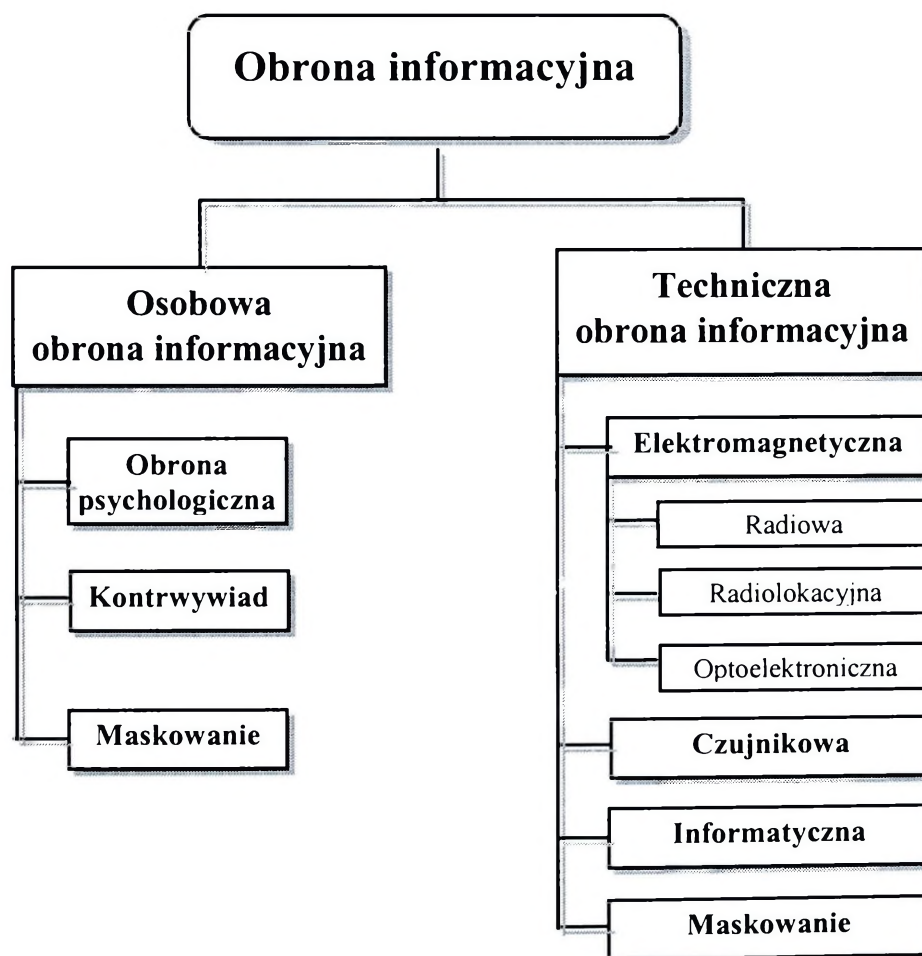 Obrona informacyjna
Osobowa
obrona informacyjna
Obrona
psychologiczna
Kontrwywiad
Maskowanie
Techniczna
obrona informacyjna
Elektromagnetyczna
Radiowa
Radiolokacyjna
Optoelektroniczna
Czujnikowa
Informatyczna
Maskowanie